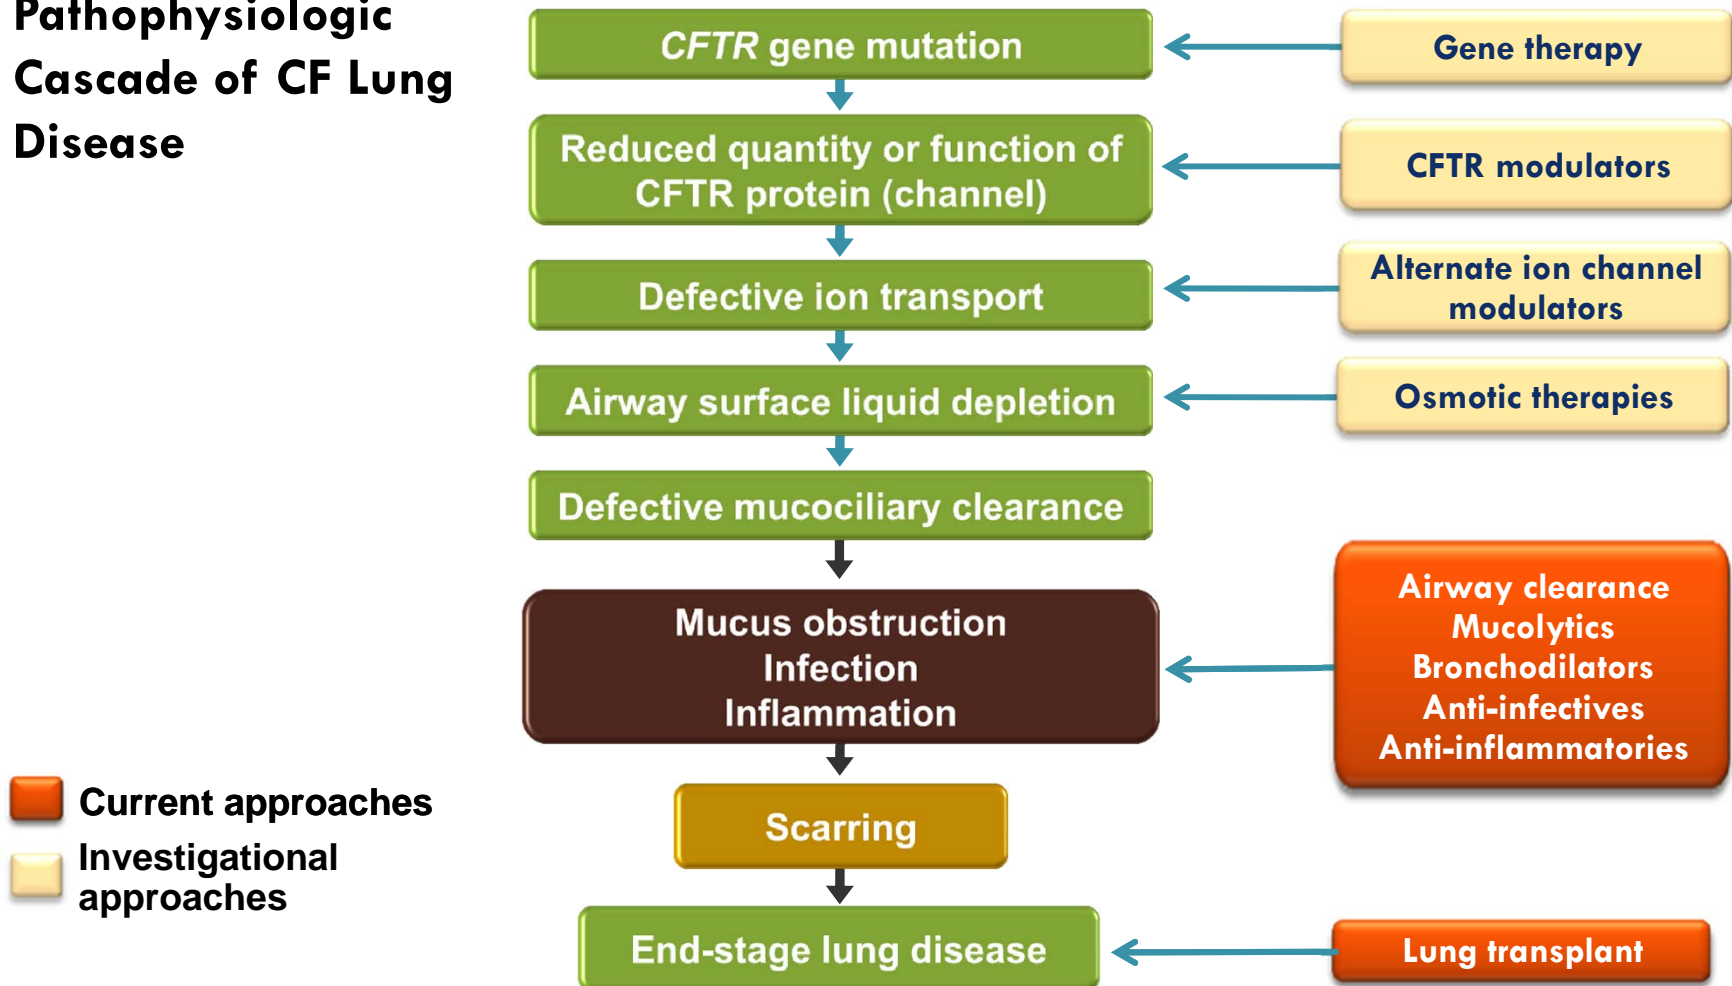 Pathophysiologic
Cascade of CF Lung
Disease
CFTR gene mutation
Gene therapy
Reduced quantity or function of
CFTR protein (channel)
CFTR modulators
Defective ion transport
Alternate ion channel
modulators
Airway surface liquid depletion
Osmotic therapies
Defective mucociliary clearance
Mucus obstruction
Infection
Inflammation
Airway clearance
Mucolytics
Bronchodilators
Anti-infectives
Anti-inflammatories
Scarring
End-stage lung disease
Lung transplant
Current approaches
Investigational
approaches